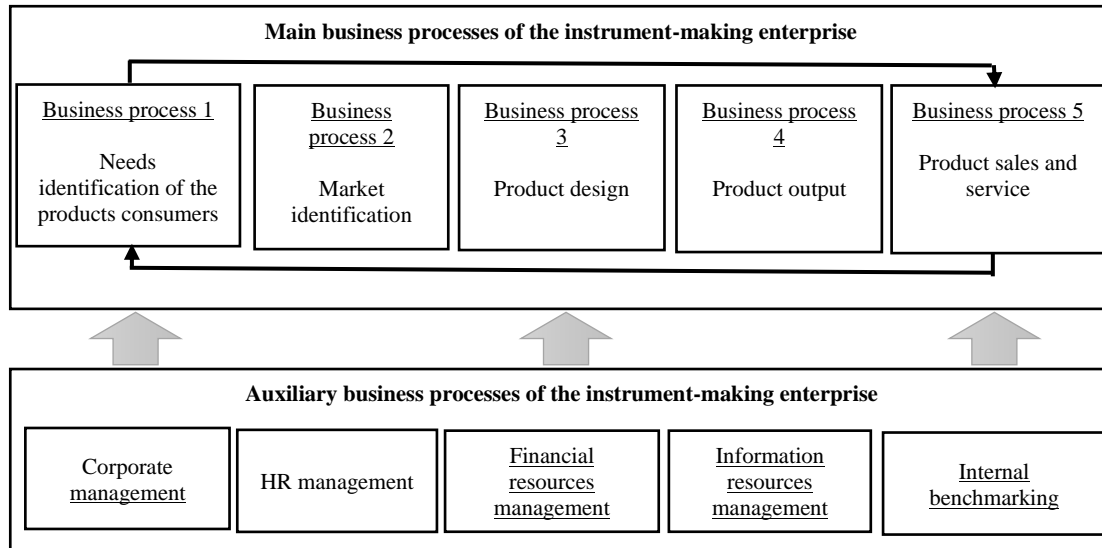 Main business processes of the instrument-making enterprise
Business process 1
Needs
identification of the
products consumers
Business
process 2
Market
identification
Business process
3
Product design
Business process
4
Product output
Business process 5
Product sales and
service
Auxiliary business processes of the instrument-making enterprise
Corporate
management
HR management
Financial
resources
management
Information
resources
management
Internal
benchmarking